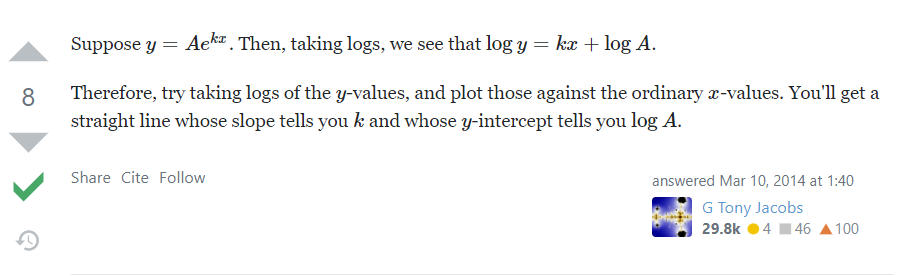 Suppose y = Ae^{kx}. Then, taking logs, we see that log y = kx + log A.
8
Therefore, try taking logs of the y-values, and plot those against the ordinary x-values. You'll get a
straight line whose slope tells you k and whose y-intercept tells you log A.
Share Cite Follow
answered Mar 10, 2014 at 1:40
G Tony Jacobs
29.8k 4 46 100